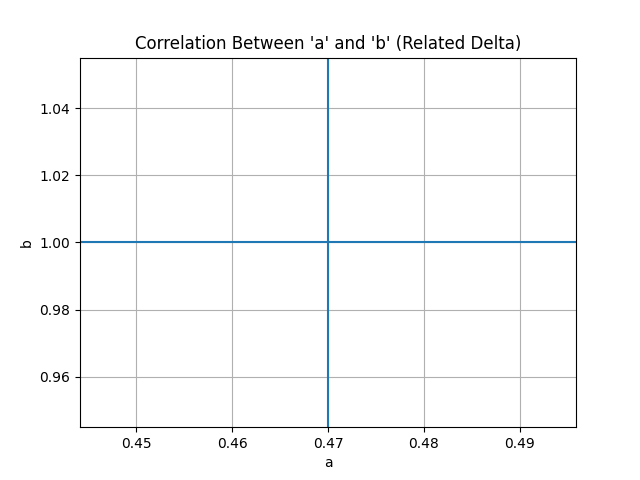 Correlation Between 'a' and 'b' (Related Delta)
1.04
1.02
1.00
0.98
0.96
b
0.45 0.46 0.47 0.48 0.49
a